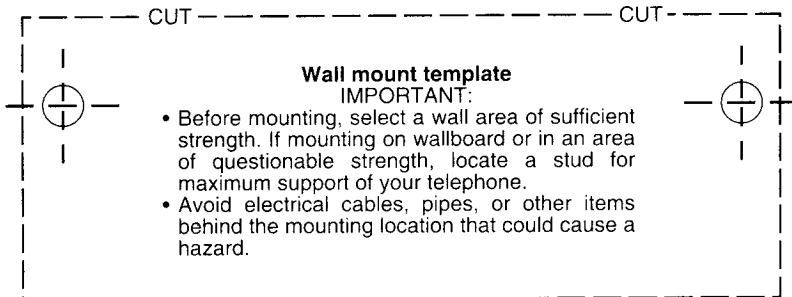 CUT CUT
Wall mount template
IMPORTANT:
• Before mounting, select a wall area of sufficient
strength. If mounting on wallboard or in an area
of questionable strength, locate a stud for
maximum support of your telephone.
• Avoid electrical cables, pipes, or other items
behind the mounting location that could cause a
hazard.